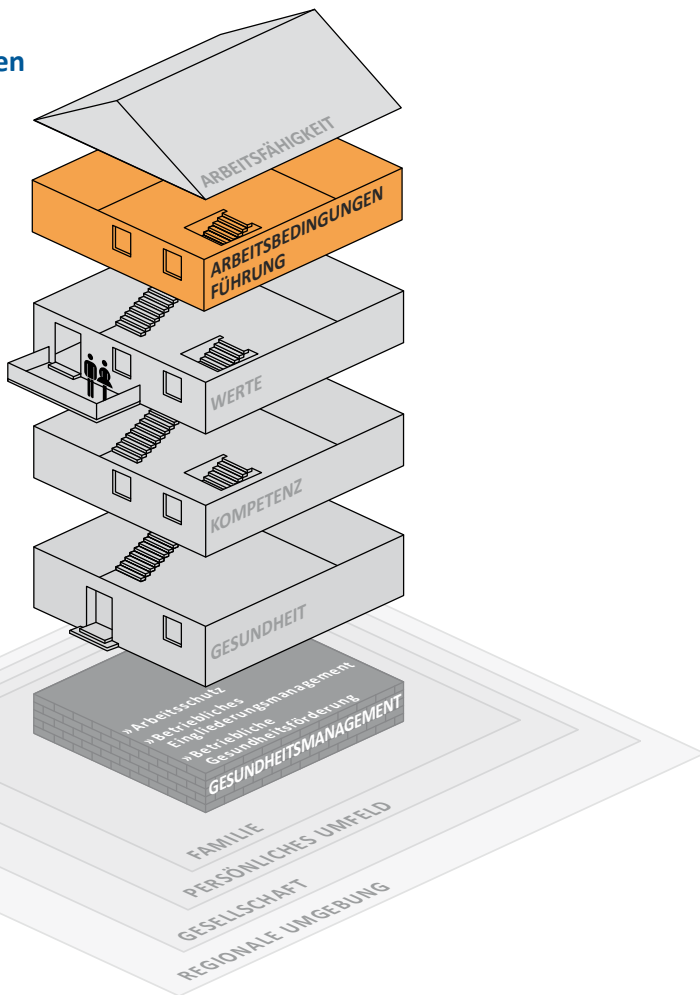 en
ARBEITSFÄHIGKEIT
ARBEITSBEDINGUNGEN
FÜHRUNG
WERTE
KOMPETENZ
GESUNDHEIT
»Arbeitsschutz
»Betriebliches
Eingliederungsmanagement
»Betriebliche
Gesundheitsförderung
GESUNDHEITSMANAGEMENT
FAMILIE
PERSÖNLICHES UMFELD
GESELLSCHAFT
REGIONALE UMGEBUNG